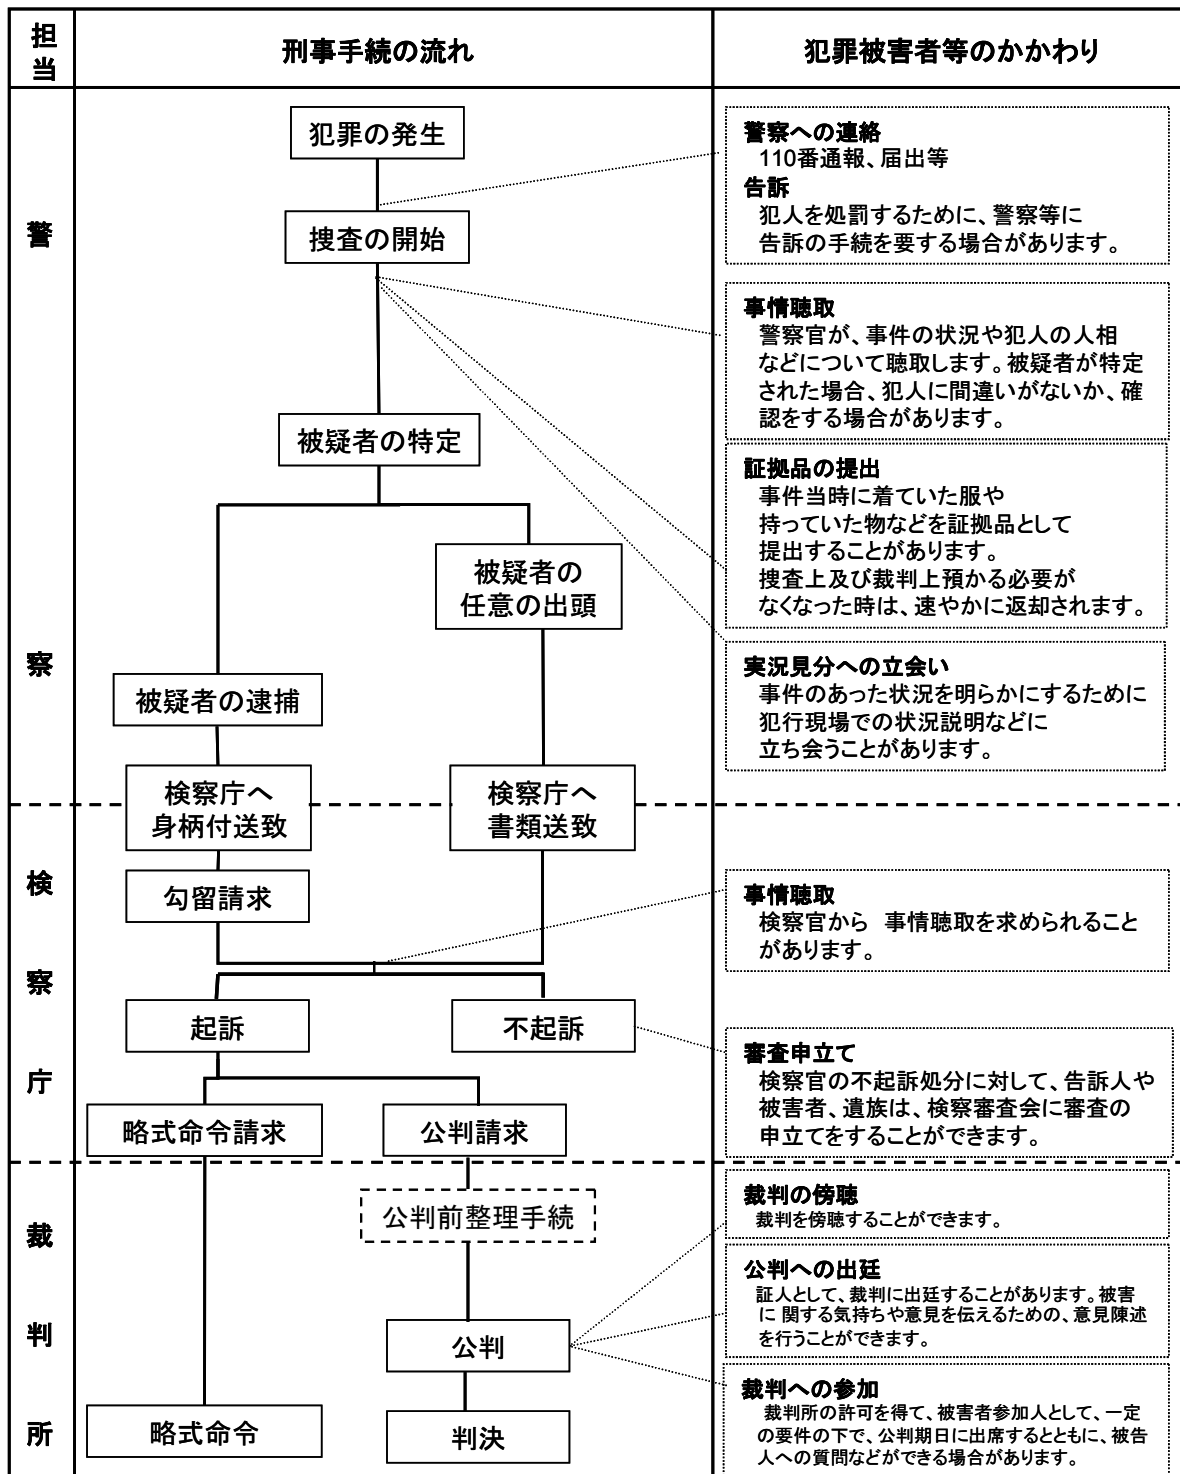 担当
刑事手続の流れ
犯罪被害者等のかかわり
警察
犯罪の発生
捜査の開始
被疑者の特定
被疑者の
任意の出頭
被疑者の逮捕
検察庁へ
身柄付送致
検察庁へ
書類送致
警察への連絡
110番通報、届出等
告訴
犯人を処罰するために、警察等に
告訴の手続を要する場合があります。
事情聴取
警察官が、事件の状況や犯人の人相
などについて聴取します。被疑者が特定
された場合、犯人に間違いがないか、確
認をする場合があります。
証拠品の提出
事件当時に着ていた服や
持っていた物などを証拠品として
提出することがあります。
捜査上及び裁判上預かる必要が
なくなった時は、速やかに返却されます。
実況見分への立会い
事件のあった状況を明らかにするために
犯行現場での状況説明などに
立ち会うことがあります。
検察庁
勾留請求
起訴
不起訴
略式命令請求
公判請求
事情聴取
検察官から 事情聴取を求められること
があります。
審査申立て
検察官の不起訴処分に対して、告訴人や
被害者、遺族は、検察審査会に審査の
申立てをすることができます。
裁判所
公判前整理手続
公判
略式命令
判決
裁判の傍聴
裁判を傍聴することができます。
公判への出廷
証人として、裁判に出廷することがあります。被害
に 関する気持ちや意見を伝えるための、意見陳述
を行うことができます。
裁判への参加
裁判所の許可を得て、被害者参加人として、一定
の要件の下で、公判期日に出席するとともに、被告
人への質問などができる場合があります。